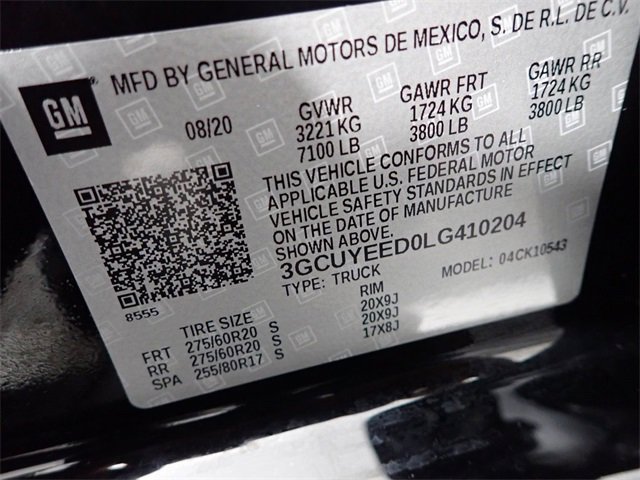 MFD BY GENERAL MOTORS DE MEXICO, S. DE R.L. DE C.V.
GM
08/20
GVWR GAWR FRT GAWR RR
3221 KG 1724 KG 1724 KG
7100 LB 3800 LB 3800 LB
THIS VEHICLE CONFORMS TO ALL
APPLICABLE U.S. FEDERAL MOTOR
VEHICLE SAFETY STANDARDS IN EFFECT
ON THE DATE OF MANUFACTURE
SHOWN ABOVE.
3GCUYEED0LG410204
TYPE: TRUCK MODEL: 04CK10543
8555
TIRE SIZE RIM
FRT 275/60R20 S 20X9J
RR 275/60R20 S 20X9J
SPA 255/80R17 S 17X8J